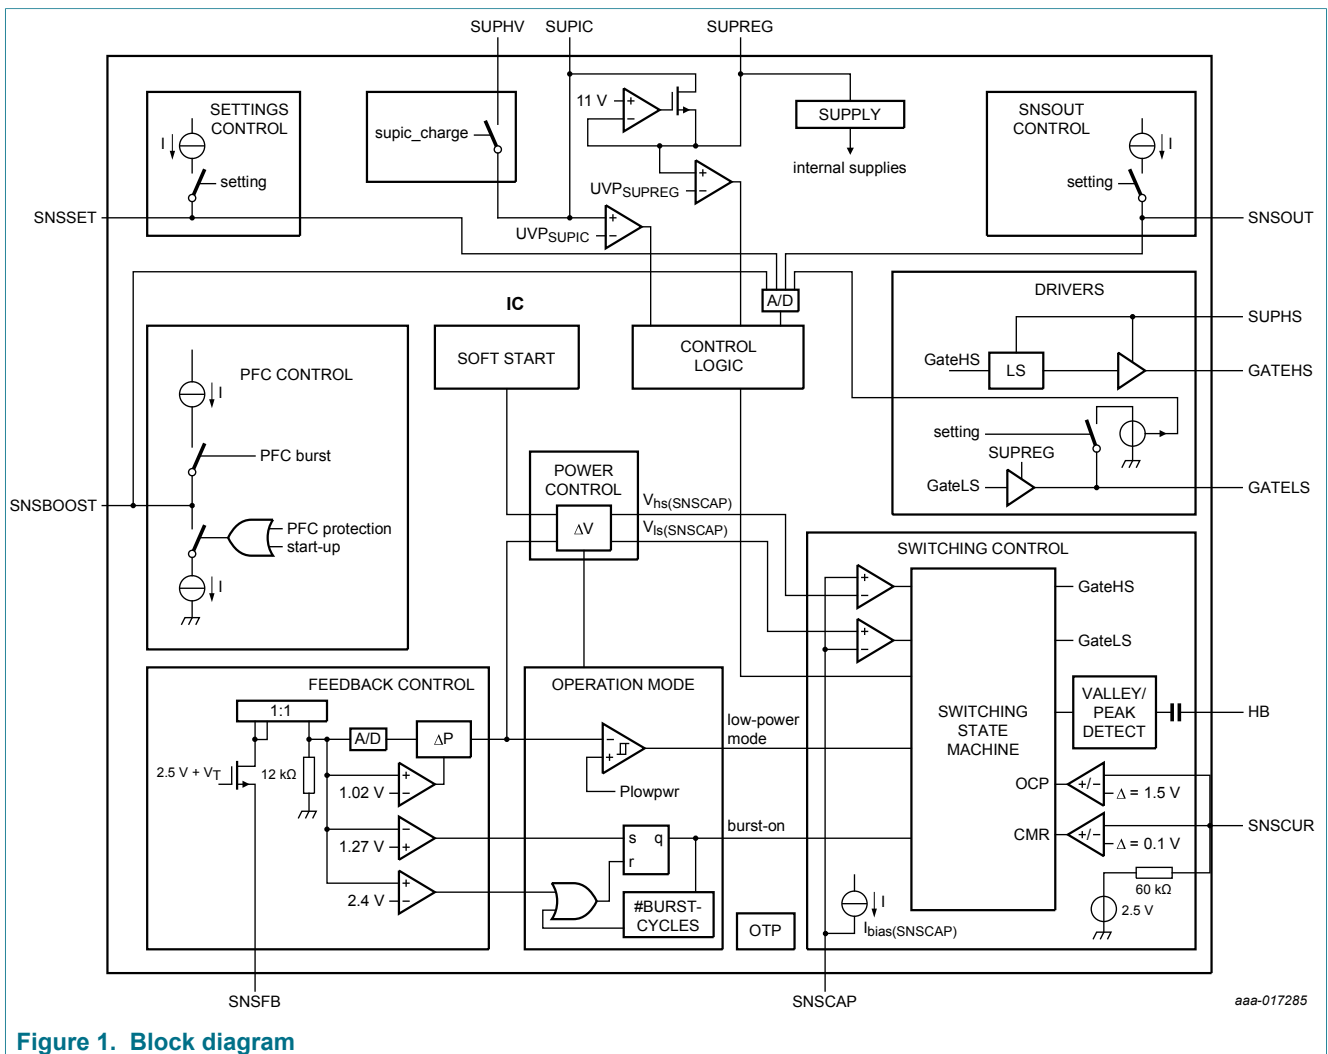 SUPHV SUPIC SUPREG
SETTINGS
CONTROL
I
setting
supic_charge
11 V
+
−
SUPPLY
internal supplies
SNSOUT
CONTROL
I
setting
UVPSUPREG
+
−
UVPSUPIC
+
−
SNSSET
SNSOUT
A/D
IC
DRIVERS
SUPHS
GateHS
LS
GATEHS
setting
SUPREG
GateLS
GATELS
PFC CONTROL
I
PFC burst
SNSBOOST
PFC protection
start-up
I
SOFT START
CONTROL
LOGIC
POWER
CONTROL
ΔV
Vhs(SNSCAP)
Vls(SNSCAP)
SWITCHING CONTROL
+
−
+
−
GateHS
GateLS
SWITCHING
STATE
MACHINE
VALLEY/
PEAK
DETECT
HB
OCP
+/−
Δ = 1.5 V
CMR
+/−
Δ = 0.1 V
SNSCUR
60 kΩ
2.5 V
I
Ibias(SNSCAP)
FEEDBACK CONTROL
1:1
A/D
ΔP
2.5 V + VT
12 kΩ
1.02 V
+
−
1.27 V
−
+
2.4 V
+
−
OPERATION MODE
−
+
Plowpwr
low-power
mode
s q
r
burst-on
#BURST-
CYCLES
OTP
SNSFB
SNSCAP
aaa-017285
Figure 1. Block diagram